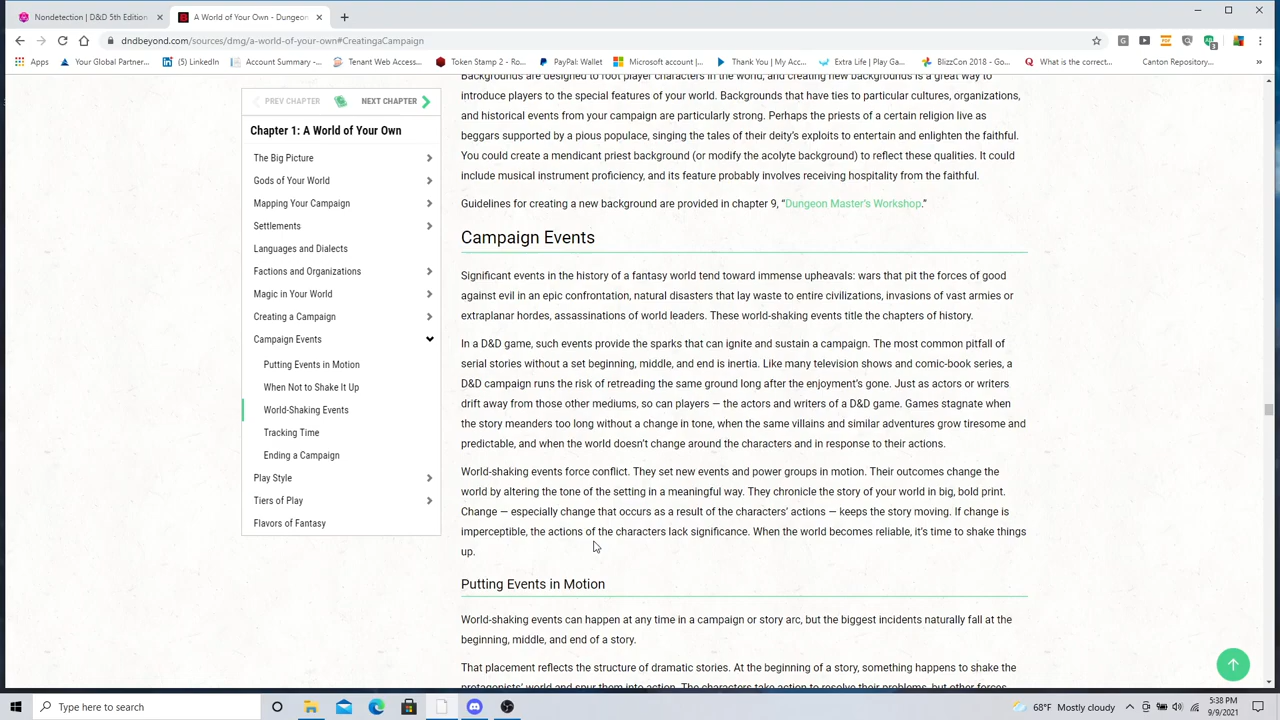 Nondetection | D&D 5th Edition
A World of Your Own - Dungeon
dndbeyond.com/sources/dmg/a-world-of-your-own#CreatingaCampaign
Apps
Your Global Partner...
(5) LinkedIn
Account Summary -...
Tenant Web Access...
Token Stamp 2 - Ro...
PayPal: Wallet
Microsoft account |...
Thank You | My Acc...
Extra Life | Play Ga...
BlizzCon 2018 - Go...
What is the correct...
Canton Repository...
»
PREV CHAPTER
NEXT CHAPTER
Chapter 1: A World of Your Own
The Big Picture
Gods of Your World
Mapping Your Campaign
Settlements
Languages and Dialects
Factions and Organizations
Magic in Your World
Creating a Campaign
Campaign Events
Putting Events in Motion
When Not to Shake It Up
World-Shaking Events
Tracking Time
Ending a Campaign
Play Style
Tiers of Play
Flavors of Fantasy
Backgrounds are designed to root player characters in the world, and creating new backgrounds is a great way to
introduce players to the special features of your world. Backgrounds that have ties to particular cultures, organizations,
and historical events from your campaign are particularly strong. Perhaps the priests of a certain religion live as
beggars supported by a pious populace, singing the tales of their deity's exploits to entertain and enlighten the faithful.
You could create a mendicant priest background (or modify the acolyte background) to reflect these qualities. It could
include musical instrument proficiency, and its feature probably involves receiving hospitality from the faithful.
Guidelines for creating a new background are provided in chapter 9, “Dungeon Master's Workshop.”
Campaign Events
Significant events in the history of a fantasy world tend toward immense upheavals: wars that pit the forces of good
against evil in an epic confrontation, natural disasters that lay waste to entire civilizations, invasions of vast armies or
extraplanar hordes, assassinations of world leaders. These world-shaking events title the chapters of history.
In a D&D game, such events provide the sparks that can ignite and sustain a campaign. The most common pitfall of
serial stories without a set beginning, middle, and end is inertia. Like many television shows and comic-book series, a
D&D campaign runs the risk of retreading the same ground long after the enjoyment's gone. Just as actors or writers
drift away from those other mediums, so can players — the actors and writers of a D&D game. Games stagnate when
the story meanders too long without a change in tone, when the same villains and similar adventures grow tiresome and
predictable, and when the world doesn't change around the characters and in response to their actions.
World-shaking events force conflict. They set new events and power groups in motion. Their outcomes change the
world by altering the tone of the setting in a meaningful way. They chronicle the story of your world in big, bold print.
Change — especially change that occurs as a result of the characters' actions — keeps the story moving. If change is
imperceptible, the actions of the characters lack significance. When the world becomes reliable, it's time to shake things
up.
Putting Events in Motion
World-shaking events can happen at any time in a campaign or story arc, but the biggest incidents naturally fall at the
beginning, middle, and end of a story.
That placement reflects the structure of dramatic stories. At the beginning of a story, something happens to shake the
protagonists' world and spur them into action. The characters take action to resolve their problems, but other forces
Type here to search
68°F Mostly cloudy
5:38 PM
9/9/2021